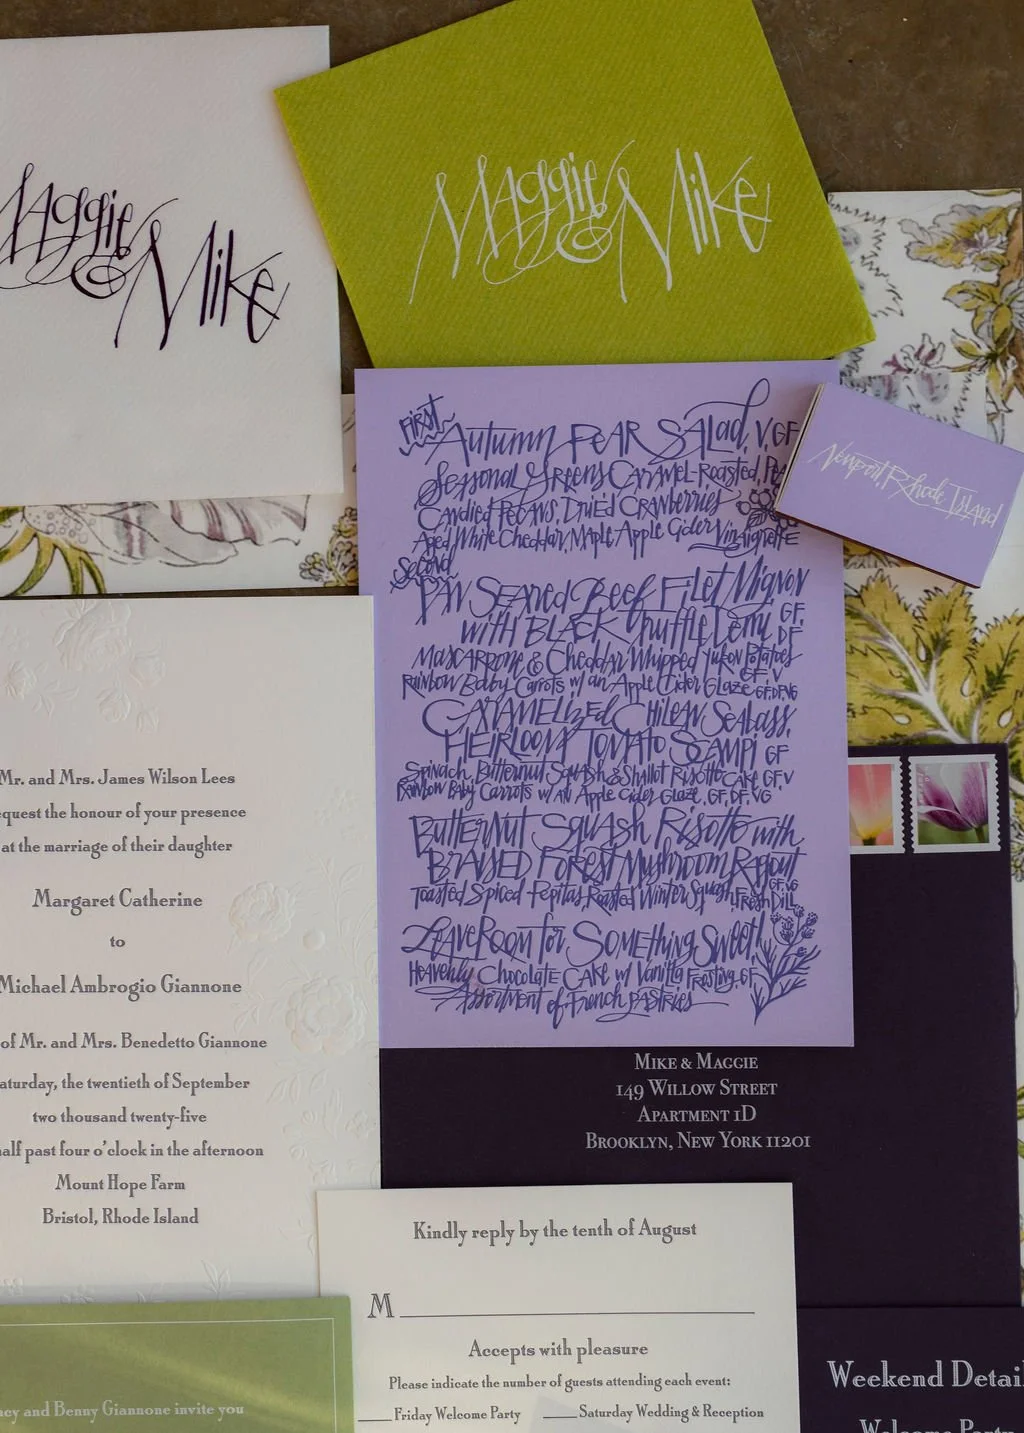 Maggie
& Mike
Maggie
& Mike
First
Autumn Pear Salad, V, GF
Seasonal Greens, Caramel-Roasted,
Candied Pecans, Dried Cranberries
Aged White Cheddar, Maple Apple Cider Vinaigrette
Second
Pan Seared Beef Filet Mignon
with Black Truffle Demi GF, DF
Mascarpone & Cheddar Whipped Yukon Potatoes GF, V
Rainbow Baby Carrots w/ an Apple Cider Glaze GF, DF, VG
Caramelized Chilean Seabass,
Heirloom Tomato Scampi GF
Spinach, Butternut Squash & Shallot Risotto Cake GF, V
Rainbow Baby Carrots w/ an Apple Cider Glaze, GF, DF, VG
Butternut Squash Risotto with
Braised Forest Mushroom Ragout GF, VG
Toasted Spiced Pepitas, Roasted Winter Squash, Fresh Dill
Leave Room for Something Sweet!
Heavenly Chocolate Cake w/ Vanilla Frosting, GF
Assortment of French Pastries
Newport, Rhode Island
Mr. and Mrs. James Wilson Lees
equest the honour of your presence
at the marriage of their daughter
Margaret Catherine
to
Michael Ambrogio Giannone
of Mr. and Mrs. Benedetto Giannone
aturday, the twentieth of September
two thousand twenty-five
half past four o'clock in the afternoon
Mount Hope Farm
Bristol, Rhode Island
Mike & Maggie
149 Willow Street
Apartment 1D
Brooklyn, New York 11201
Kindly reply by the tenth of August
M
Accepts with pleasure
Please indicate the number of guests attending each event:
Friday Welcome Party Saturday Wedding & Reception
and Benny Giannone invite you
Weekend Detai
Welcome Party